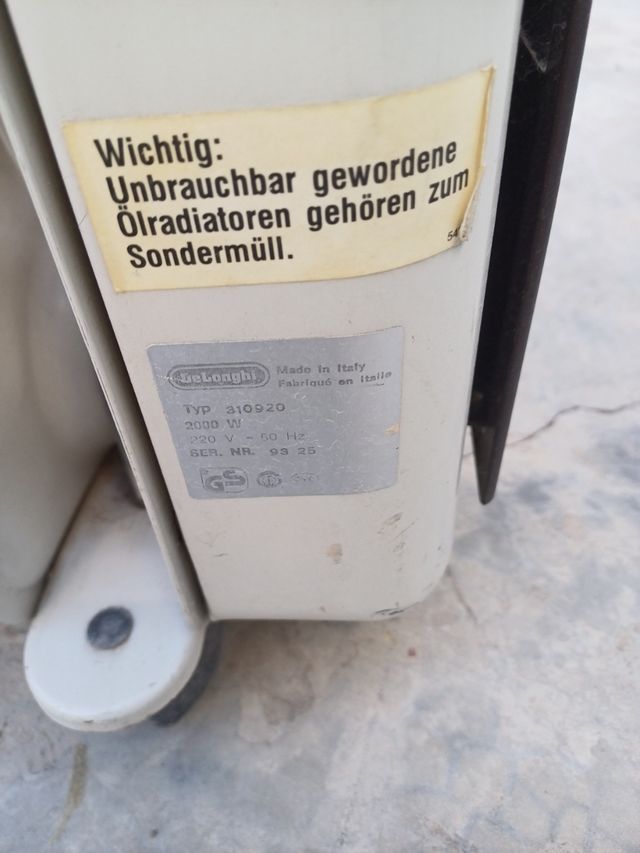 Wichtig:
Unbrauchbar gewordene
Ölradiatoren gehören zum
Sondermüll.
DeLonghi
Made in Italy
Fabriqué en Italie
Typ 310920
2000 W
220 V ~ 50 Hz
SER. NR. 93 25
GS